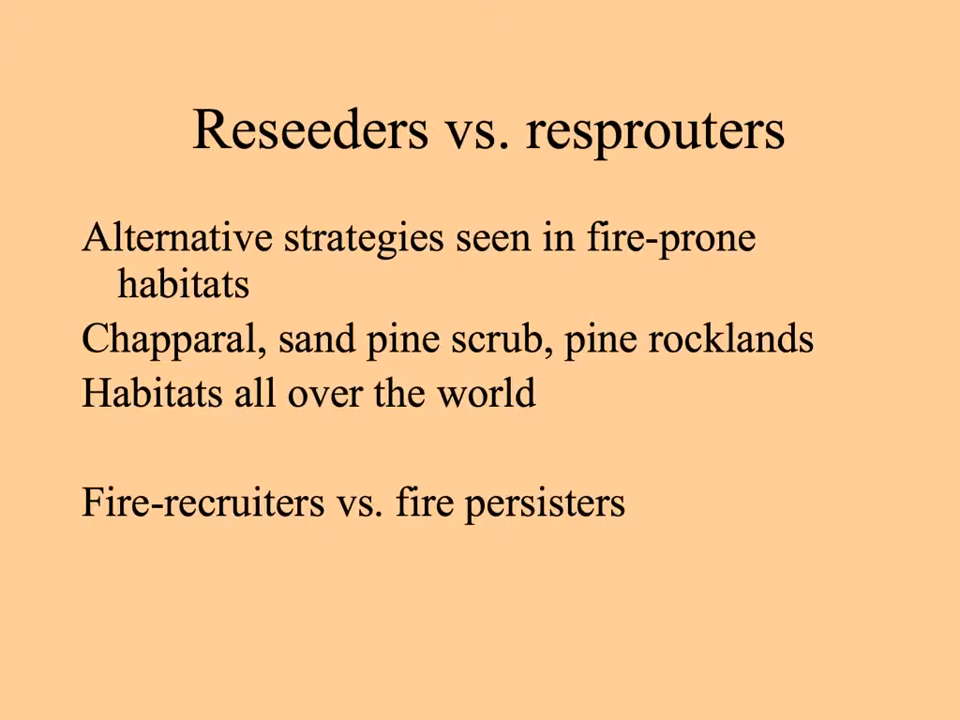 Reseeders vs. resprouters
Alternative strategies seen in fire-prone
habitats
Chapparal, sand pine scrub, pine rocklands
Habitats all over the world
Fire-recruiters vs. fire persisters